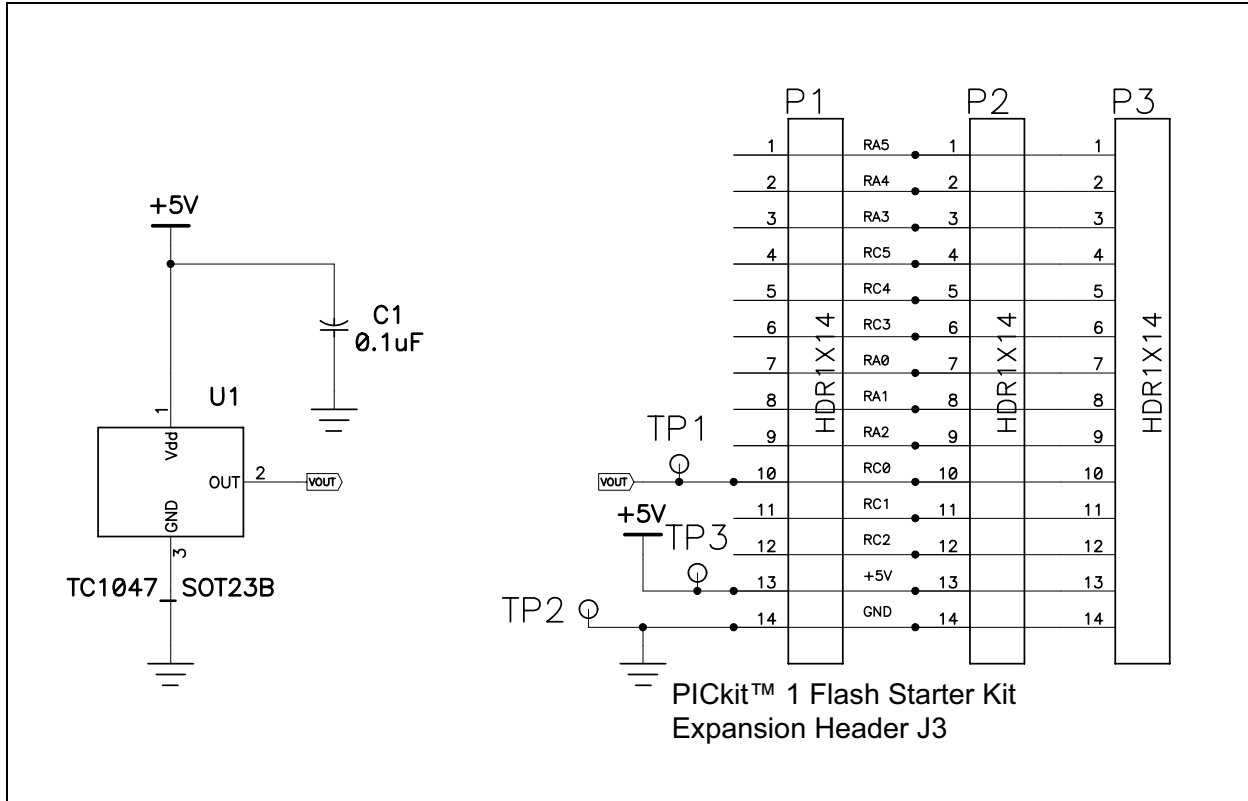 +5V
C1
0.1uF
U1
1
Vdd
OUT
2
VOUT
GND
3
TC1047
SOT23B
P1
P2
P3
1 RA5 1 1
2 RA4 2 2
3 RA3 3 3
4 RC5 4 4
5 RC4 5 5
6 RC3 6 6
7 RA0 7 7
8 RA1 8 8
9 RA2 9 9
10 RC0 10 10
11 RC1 11 11
12 RC2 12 12
13 +5V 13 13
14 GND 14 14
HDR1X14
HDR1X14
HDR1X14
TP1
VOUT
+5V
TP3
TP2
PICkit™ 1 Flash Starter Kit
Expansion Header J3